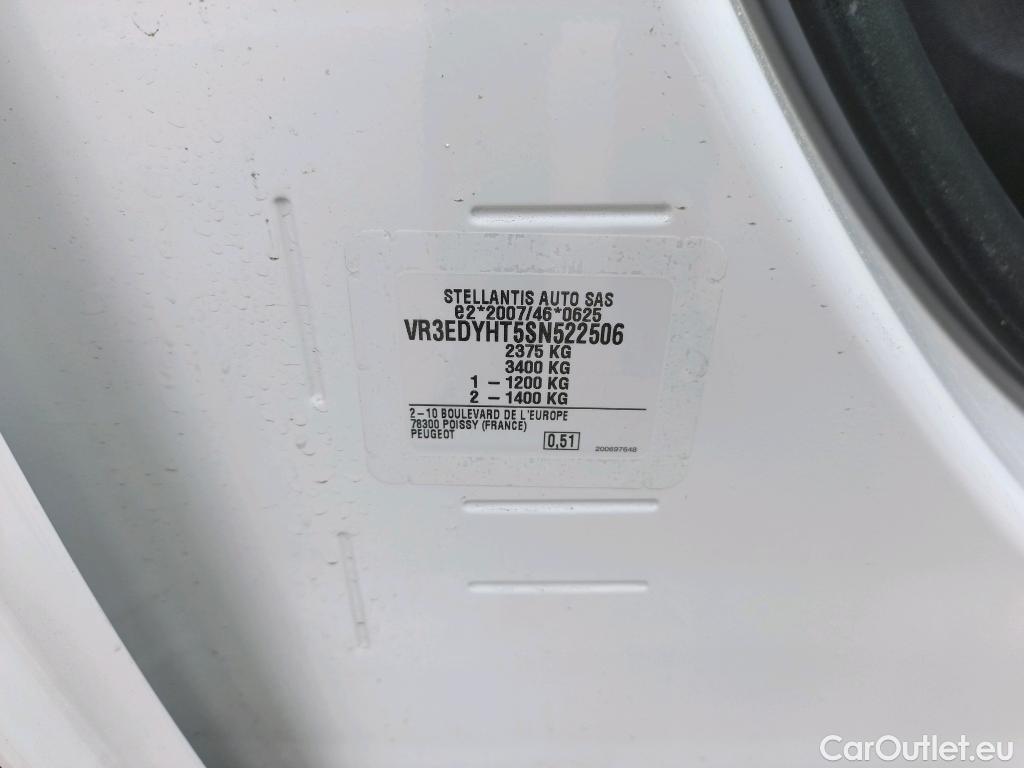 STELLANTIS AUTO SAS
e2*2007/46*0625
VR3EDYHT5SN522506
2375 KG
3400 KG
1 – 1200 KG
2 – 1400 KG
2–10 BOULEVARD DE L'EUROPE
78300 POISSY (FRANCE)
PEUGEOT
0,51
200697648
CarOutlet.eu